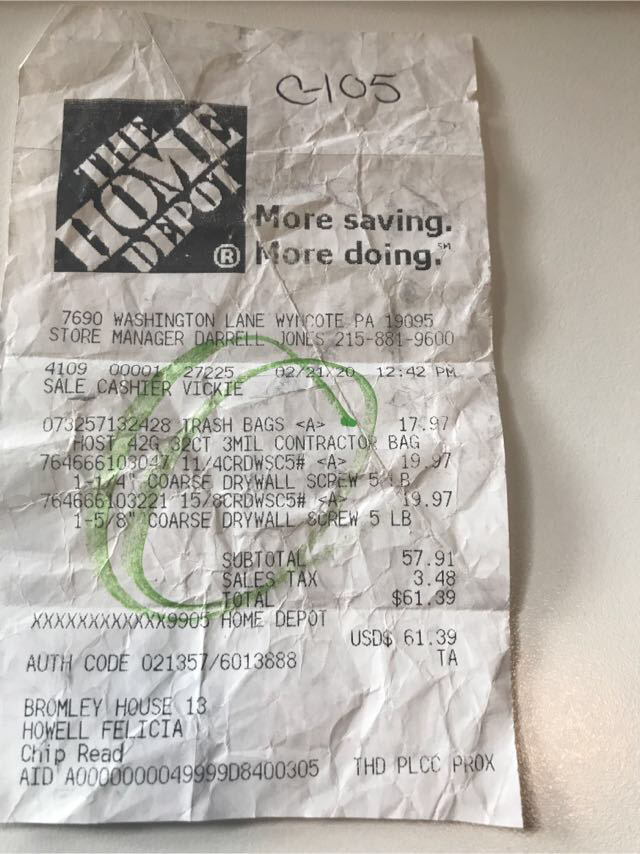 C-105
THE
HOME
DEPOT
®
More saving.
More doing.℠
7690 WASHINGTON LANE WYNCOTE PA 19095
STORE MANAGER DARRELL JONES 215-881-9600
4109 00001 27225 02/21/20 12:42 PM
SALE CASHIER VICKIE
073257132428 TRASH BAGS <A> 17.97
HOST 42G 32CT 3MIL CONTRACTOR BAG
764666103047 11/4CRDWSC5# <A> 19.97
1-1/4" COARSE DRYWALL SCREW 5 LB
764666103221 15/8CRDWSC5# <A> 19.97
1-5/8" COARSE DRYWALL SCREW 5 LB
SUBTOTAL 57.91
SALES TAX 3.48
TOTAL $61.39
XXXXXXXXXXXX9905 HOME DEPOT
USD$ 61.39
AUTH CODE 021357/6013888 TA
BROMLEY HOUSE 13
HOWELL FELICIA
Chip Read
AID A0000000049999D8400305 THD PLCC PROX